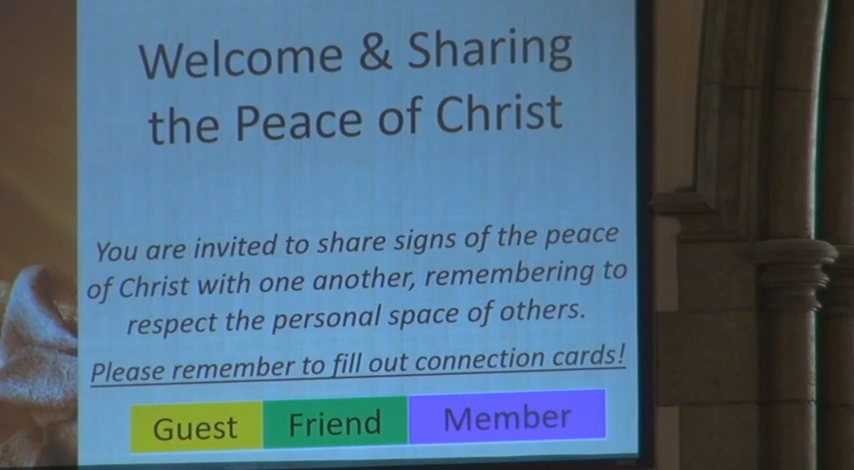 Welcome & Sharing
the Peace of Christ
You are invited to share signs of the peace
of Christ with one another, remembering to
respect the personal space of others.
Please remember to fill out connection cards!
Guest Friend Member